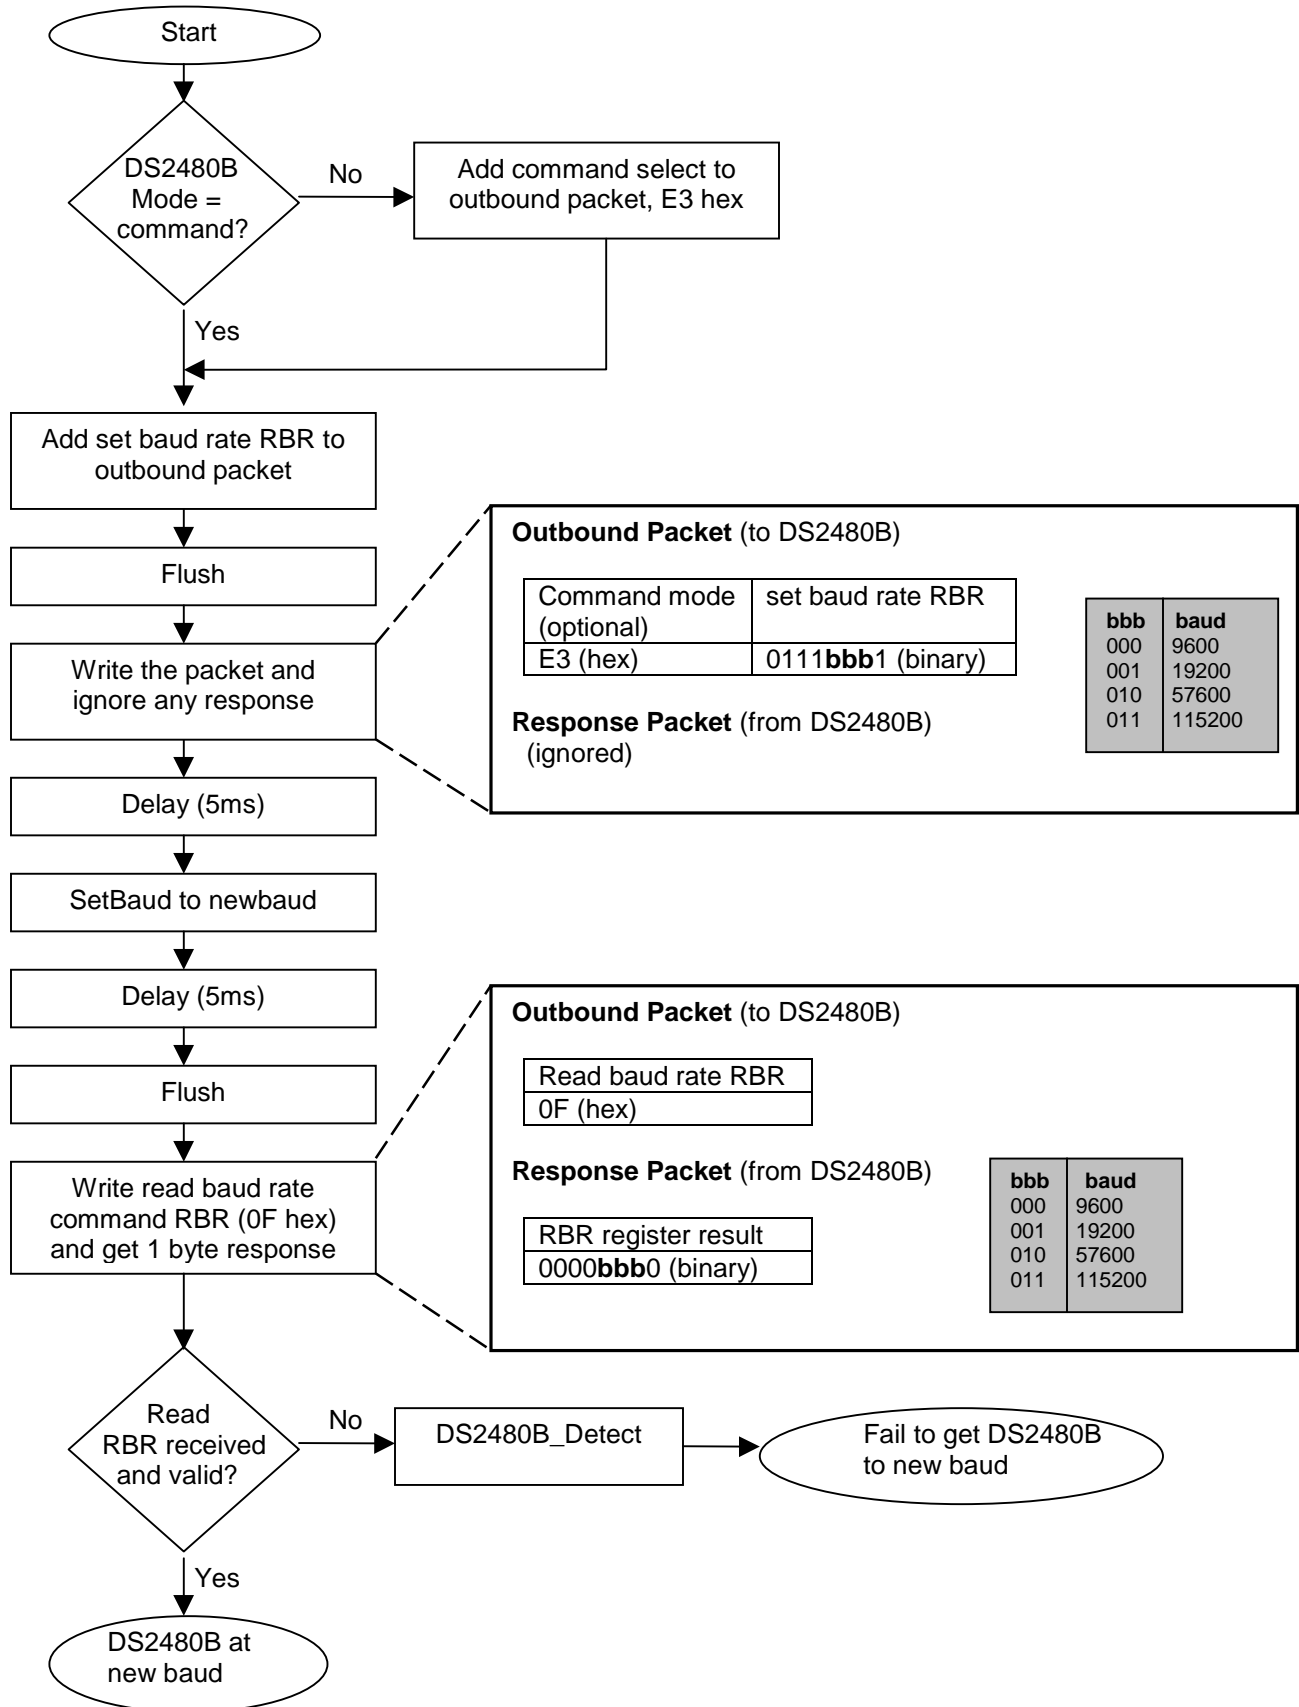 Start
DS2480B
Mode =
command?
No
Add command select to
outbound packet, E3 hex
Yes
Add set baud rate RBR to
outbound packet
Flush
Write the packet and
ignore any response
Outbound Packet (to DS2480B)
Command mode
(optional)
set baud rate RBR
E3 (hex)
0111bbb1 (binary)
Response Packet (from DS2480B)
(ignored)
bbb baud
000 9600
001 19200
010 57600
011 115200
Delay (5ms)
SetBaud to newbaud
Delay (5ms)
Flush
Write read baud rate
command RBR (0F hex)
and get 1 byte response
Outbound Packet (to DS2480B)
Read baud rate RBR
0F (hex)
Response Packet (from DS2480B)
RBR register result
0000bbb0 (binary)
bbb baud
000 9600
001 19200
010 57600
011 115200
Read
RBR received
and valid?
No
DS2480B_Detect
Fail to get DS2480B
to new baud
Yes
DS2480B at
new baud